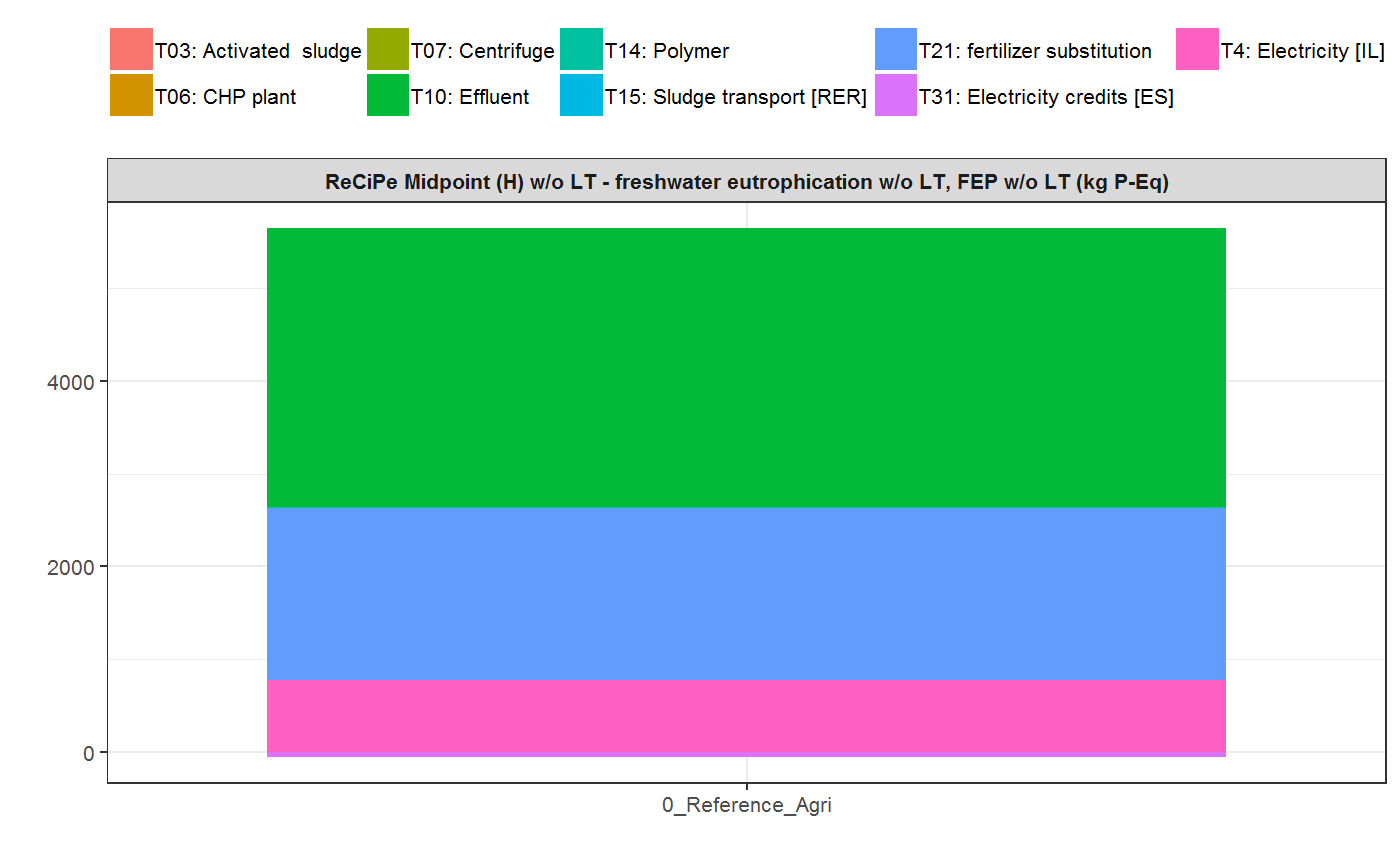 T03: Activated  sludge T07: Centrifuge T14: Polymer T21: fertilizer substitution T4: Electricity [IL]
T06: CHP plant T10: Effluent T15: Sludge transport [RER] T31: Electricity credits [ES]
ReCiPe Midpoint (H) w/o LT - freshwater eutrophication w/o LT, FEP w/o LT (kg P-Eq)
4000
2000
0
0_Reference_Agri